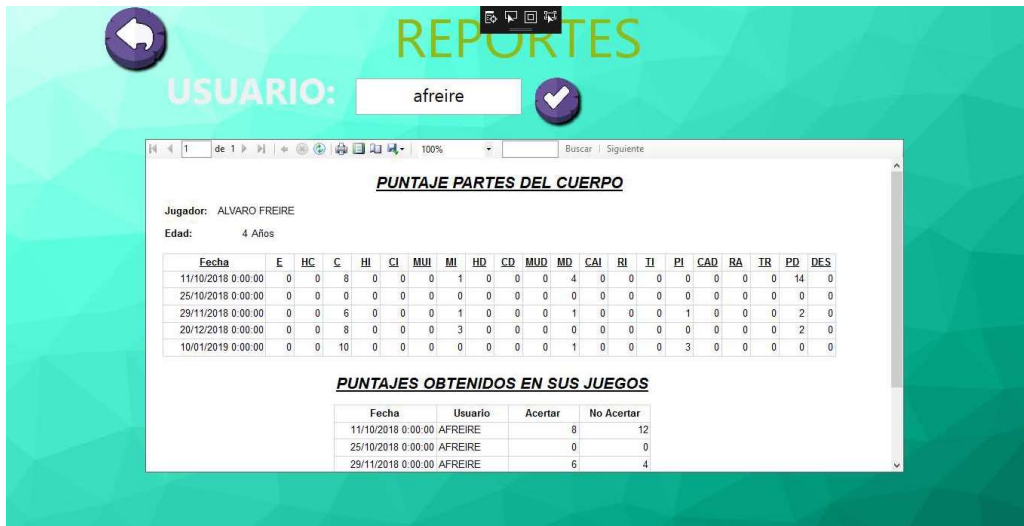 REPORTES
USUARIO: afreire
1 de 1 100% Buscar | Siguiente
PUNTAJE PARTES DEL CUERPO
Jugador: ALVARO FREIRE
Edad: 4 Años
Fecha E HC C HI CI MUI MI HD CD MUD MD CAI RI TI PI CAD RA TR PD DES
11/10/2018 0:00:00 0 0 8 0 0 0 1 0 0 0 4 0 0 0 0 0 0 0 14 0
25/10/2018 0:00:00 0 0 0 0 0 0 0 0 0 0 0 0 0 0 0 0 0 0 0 0
29/11/2018 0:00:00 0 0 6 0 0 0 1 0 0 0 1 0 0 0 1 0 0 0 2 0
20/12/2018 0:00:00 0 0 8 0 0 0 3 0 0 0 0 0 0 0 0 0 0 0 2 0
10/01/2019 0:00:00 0 0 10 0 0 0 0 0 0 0 1 0 0 0 3 0 0 0 0 0
PUNTAJES OBTENIDOS EN SUS JUEGOS
Fecha Usuario Acertar No Acertar
11/10/2018 0:00:00 AFREIRE 8 12
25/10/2018 0:00:00 AFREIRE 0 0
29/11/2018 0:00:00 AFREIRE 6 4